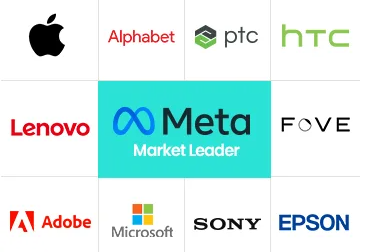 Alphabet
ptc
hTC
Lenovo
Meta
Market Leader
FOVE
Adobe
Microsoft
SONY
EPSON